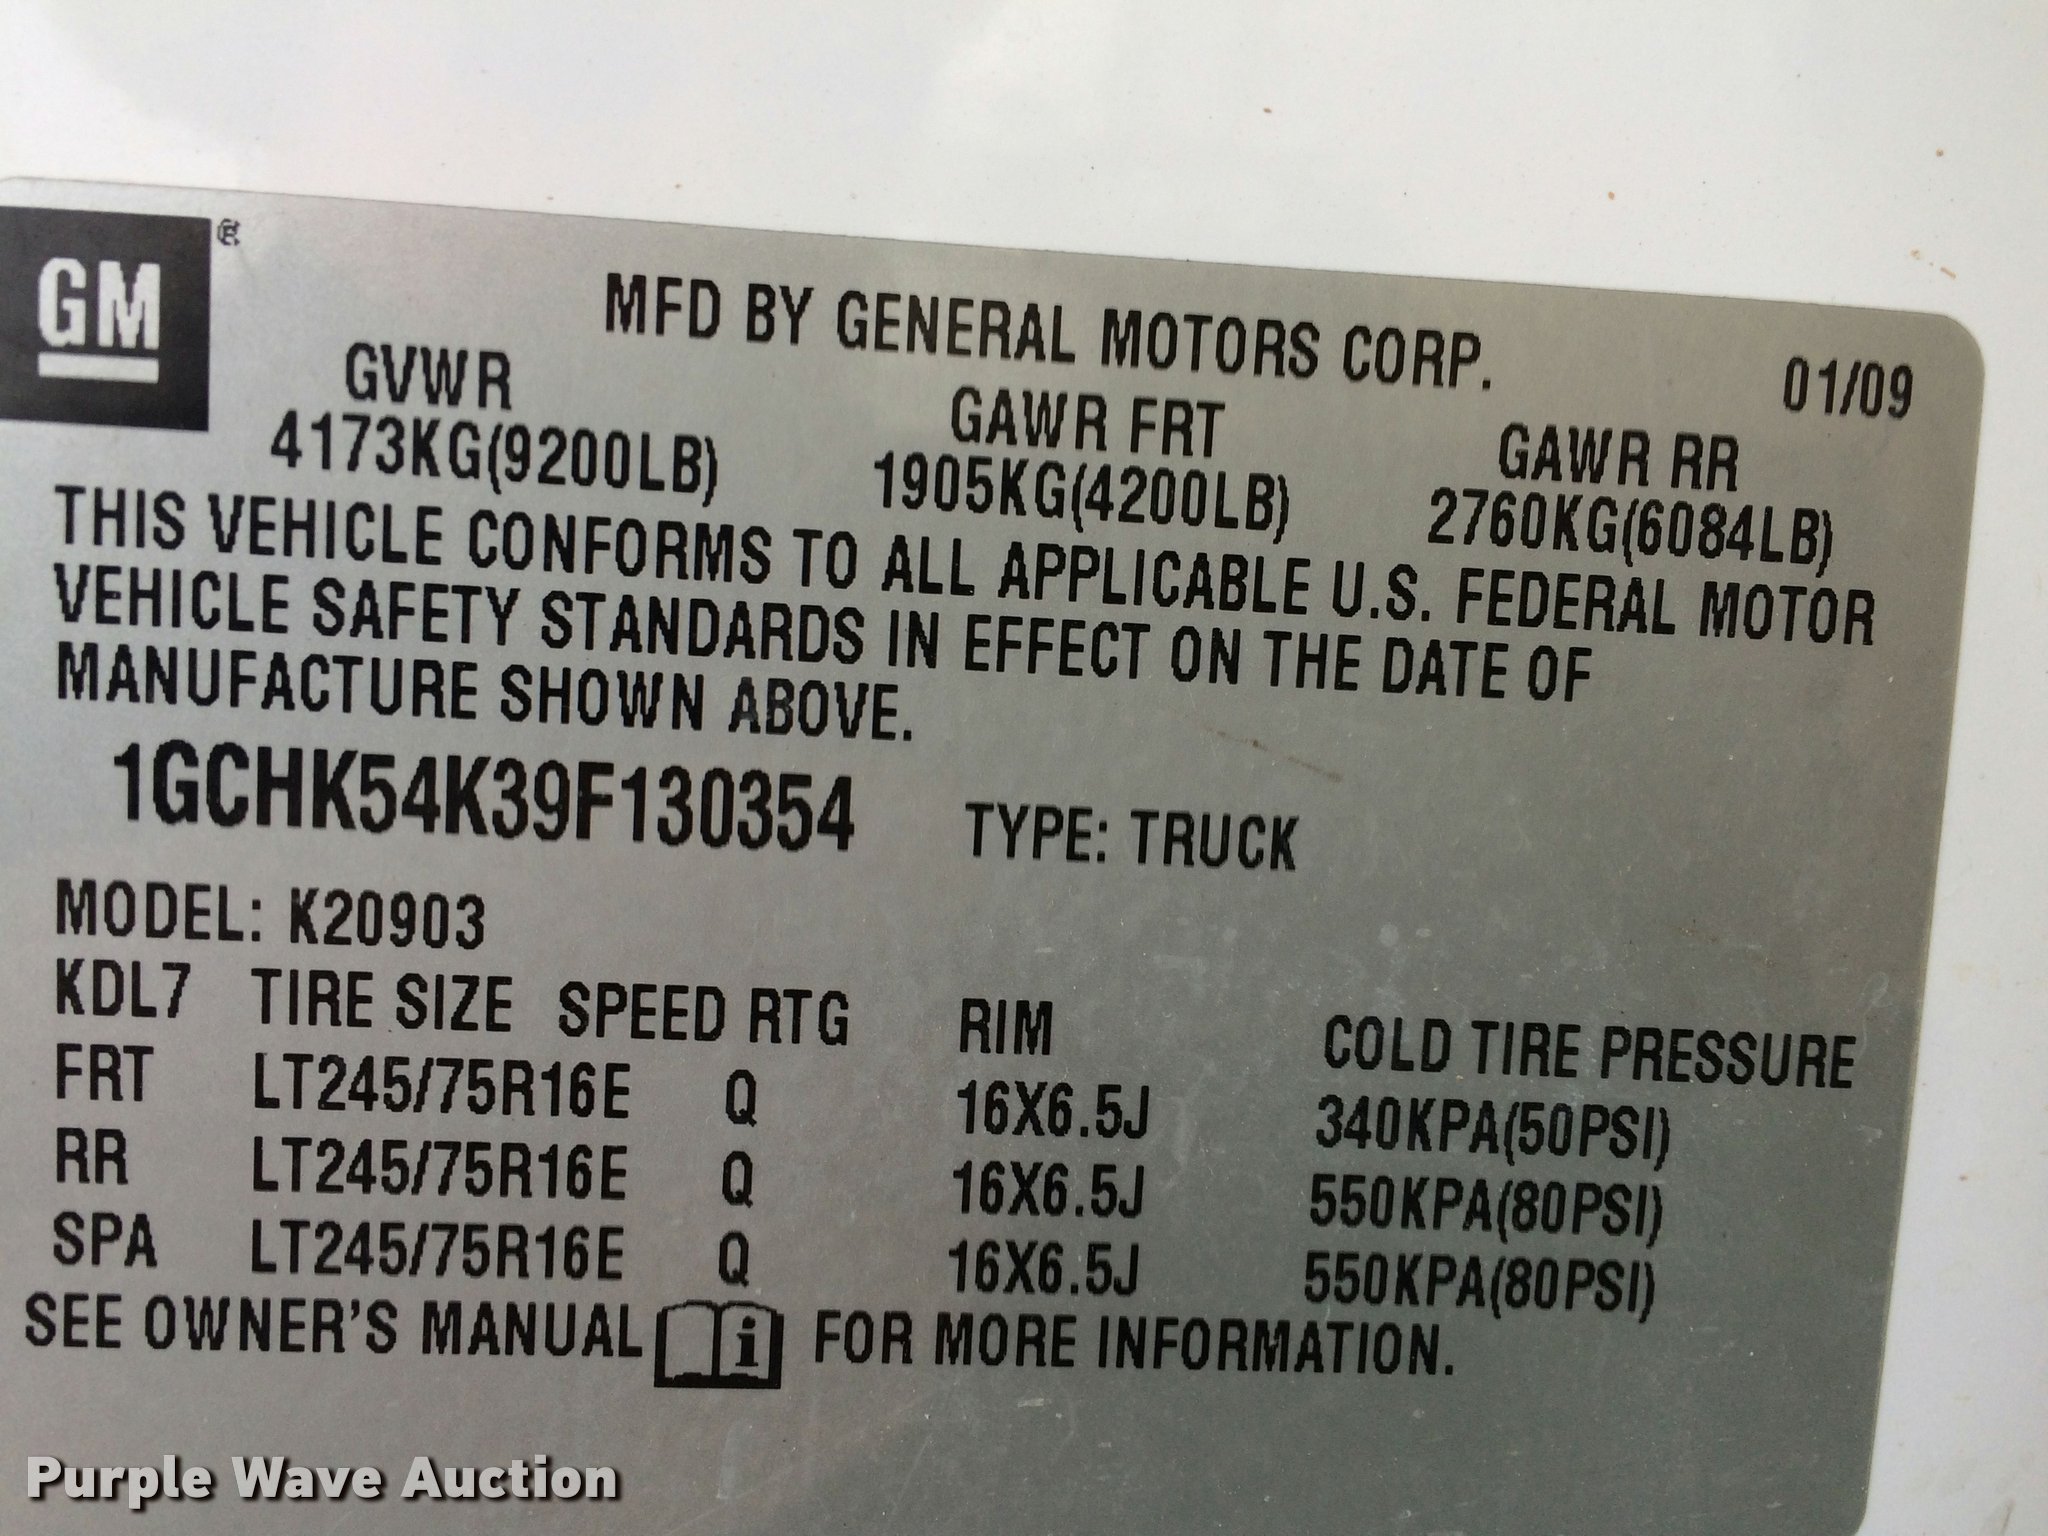 GM ®
MFD BY GENERAL MOTORS CORP. 01/09
GVWR GAWR FRT GAWR RR
4173KG(9200LB) 1905KG(4200LB) 2760KG(6084LB)
THIS VEHICLE CONFORMS TO ALL APPLICABLE U.S. FEDERAL MOTOR
VEHICLE SAFETY STANDARDS IN EFFECT ON THE DATE OF
MANUFACTURE SHOWN ABOVE.
1GCHK54K39F130354 TYPE: TRUCK
MODEL: K20903
KDL7 TIRE SIZE SPEED RTG RIM COLD TIRE PRESSURE
FRT LT245/75R16E Q 16X6.5J 340KPA(50PSI)
RR LT245/75R16E Q 16X6.5J 550KPA(80PSI)
SPA LT245/75R16E Q 16X6.5J 550KPA(80PSI)
SEE OWNER'S MANUAL i FOR MORE INFORMATION.
Purple Wave Auction